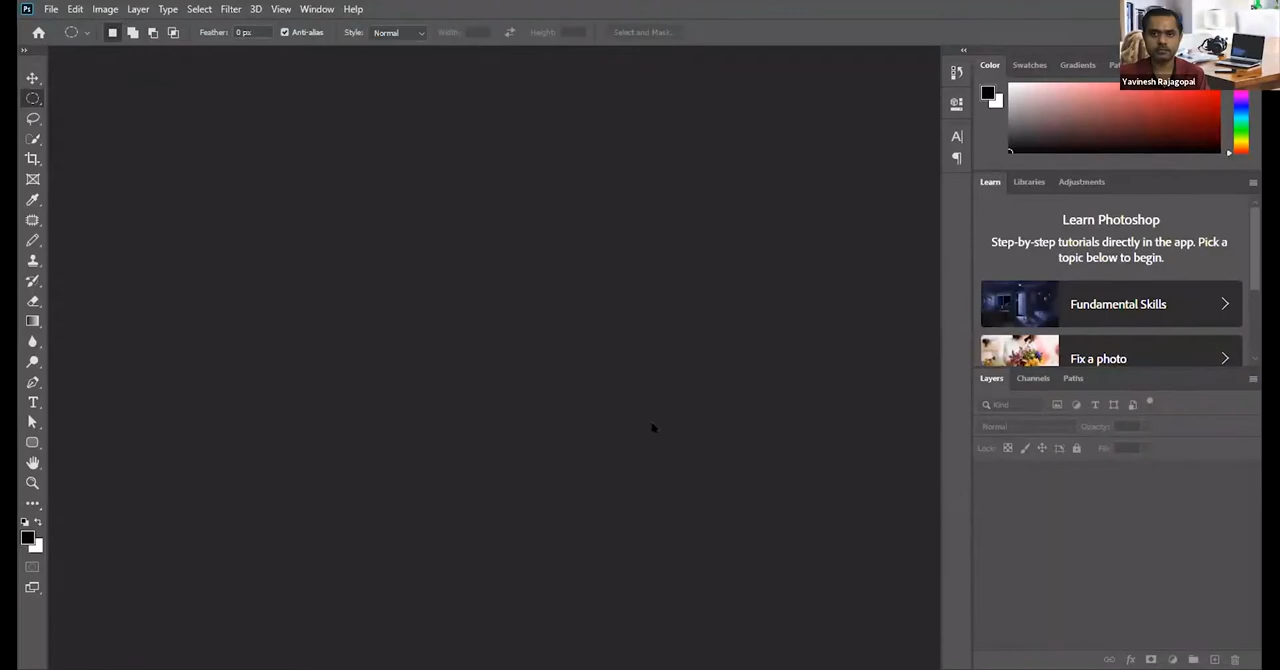 Ps File Edit Image Layer Type Select Filter 3D View Window Help
Feather: 0 px Anti-alias Style: Normal Width: Height: Select and Mask...
Yavinesh Rajagopal
Color Swatches Gradients
Learn Libraries Adjustments
Learn Photoshop
Step-by-step tutorials directly in the app. Pick a
topic below to begin.
Fundamental Skills
Fix a photo
Layers Channels Paths
Kind
Normal Opacity:
Lock: Fill: